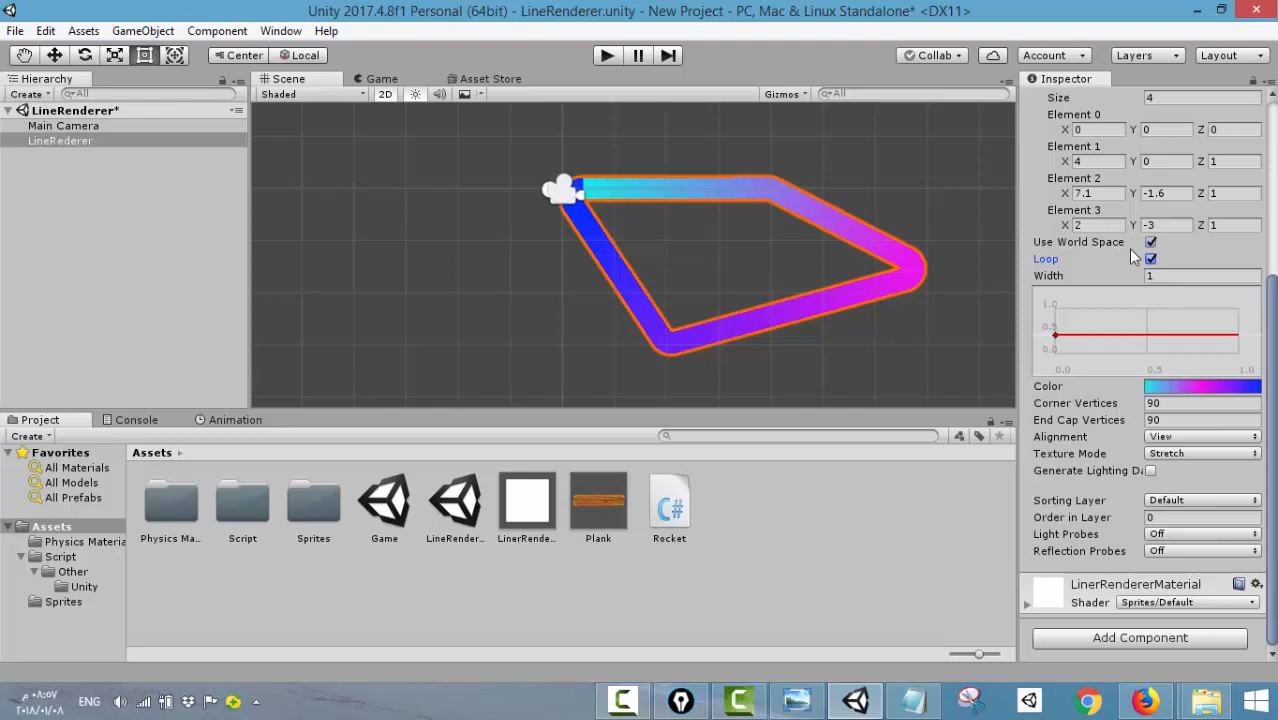 Unity 2017.4.8f1 Personal (64bit) - LineRenderer.unity - New Project - PC, Mac & Linux Standalone* <DX11>
File Edit Assets GameObject Component Window Help
Center Local Collab Account Layers Layout
Hierarchy Scene Game Asset Store Inspector
Create All Shaded 2D Gizmos All
LineRenderer*
Main Camera
LineRederer
Size 4
Element 0
X 0 Y 0 Z 0
Element 1
X 4 Y 0 Z 1
Element 2
X 7.1 Y -1.6 Z 1
Element 3
X 2 Y -3 Z 1
Use World Space
Loop
Width 1
1.0
0.5
0.0
0.0 0.5 1.0
Color
Corner Vertices 90
End Cap Vertices 90
Alignment View
Texture Mode Stretch
Generate Lighting Da
Sorting Layer Default
Order in Layer 0
Light Probes Off
Reflection Probes Off
LinerRendererMaterial
Shader Sprites/Default
Add Component
Project Console Animation
Create
Favorites
All Materials
All Models
All Prefabs
Assets
Physics Materia
Script
Other
Unity
Sprites
Assets
Physics Ma... Script Sprites Game LineRender... LinerRende... Plank Rocket
C#
ENG
٠٨:٥٧ م
٢٠١٨/٠١/٠٨